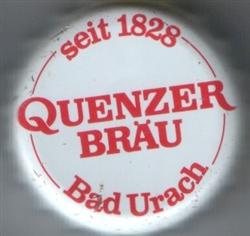 seit 1828
QUENZER
BRÄU
Bad Urach